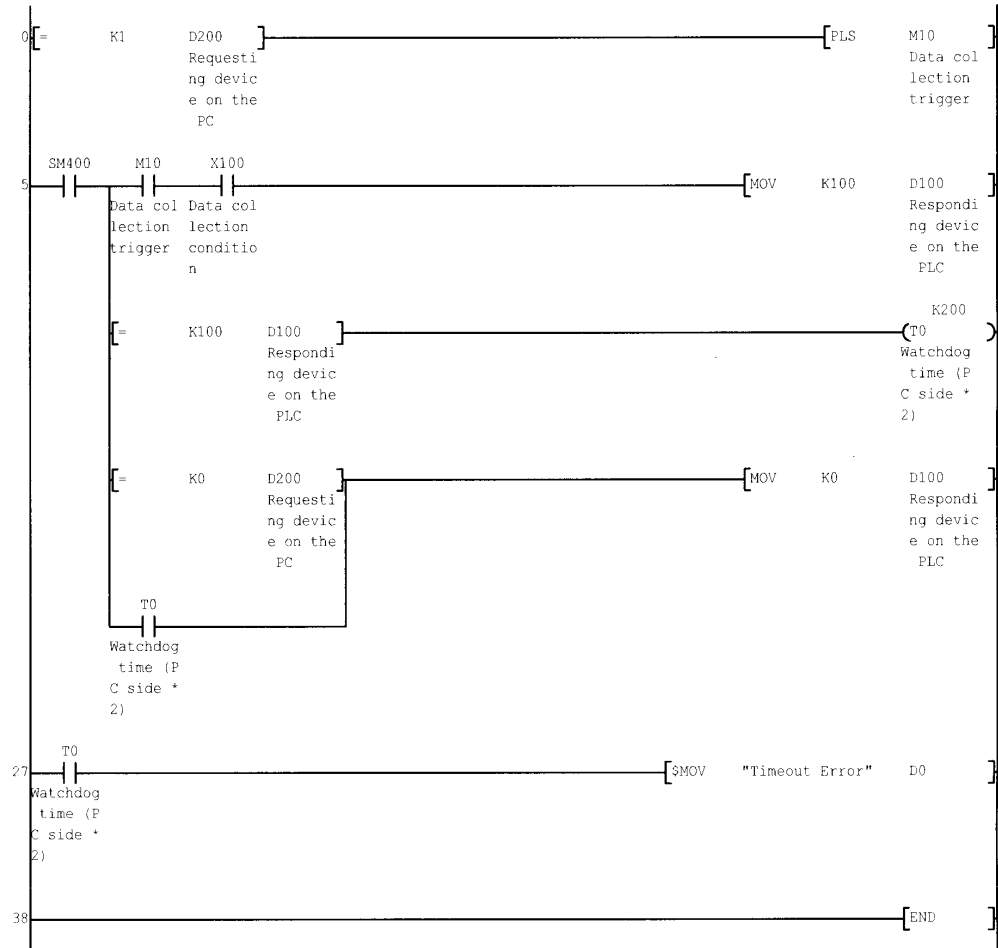 0 = K1 D200 PLS M10
Requesti Data col
ng devic lection
e on the trigger
PC
SM400 M10 X100
5 MOV K100 D100
Data col Data col Respondi
lection lection ng devic
trigger conditio e on the
n PLC
K200
= K100 D100 T0
Respondi Watchdog
ng devic time (P
e on the C side *
PLC 2)
= K0 D200 MOV K0 D100
Requesti Respondi
ng devic ng devic
e on the e on the
PC PLC
T0
Watchdog
time (P
C side *
2)
T0
27 $MOV "Timeout Error" D0
Watchdog
time (P
C side *
2)
38 END